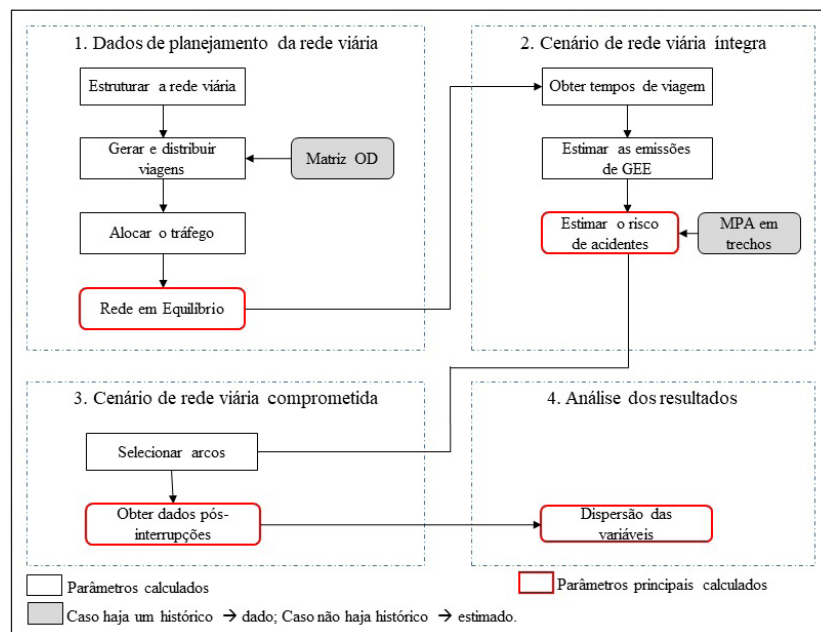 1. Dados de planejamento da rede viária
Estruturar a rede viária
Gerar e distribuir
viagens
Matriz OD
Alocar o tráfego
Rede em Equilíbrio
2. Cenário de rede viária íntegra
Obter tempos de viagem
Estimar as emissões
de GEE
Estimar o risco
de acidentes
MPA em
trechos
3. Cenário de rede viária comprometida
Selecionar arcos
Obter dados pós-
interrupções
4. Análise dos resultados
Dispersão das
variáveis
Parâmetros calculados
Parâmetros principais calculados
Caso haja um histórico → dado; Caso não haja histórico → estimado.